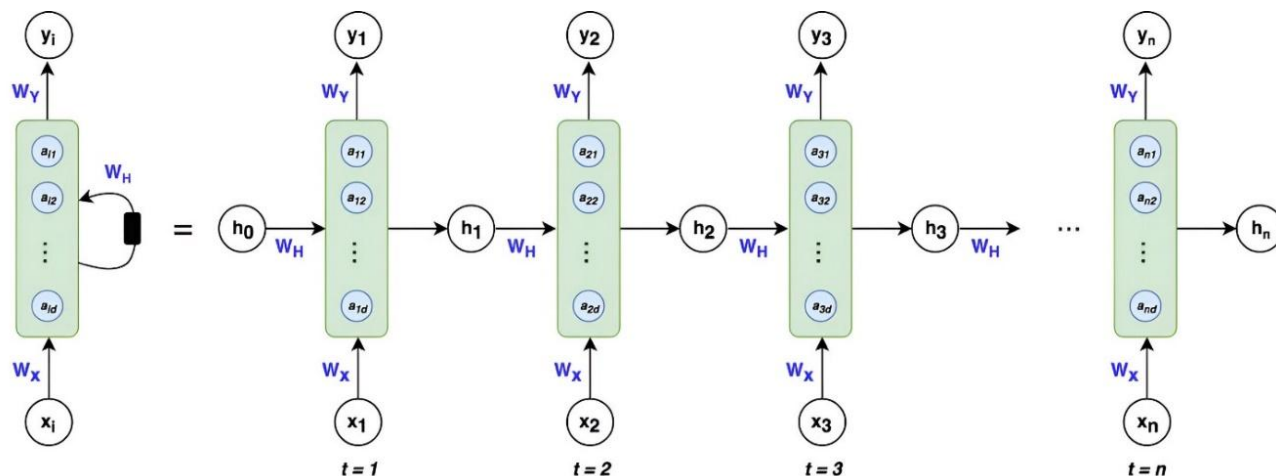 yi y1 y2 y3 yn
WY WY WY WY WY
ai1 a11 a21 a31 an1
WH
ai2 a12 a22 a32 an2
= h0 h1 h2 h3 ... hn
WH WH WH WH
⋮ ⋮ ⋮ ⋮ ⋮
aid a1d a2d a3d and
WX WX WX WX WX
xi x1 x2 x3 xn
t = 1 t = 2 t = 3 t = n